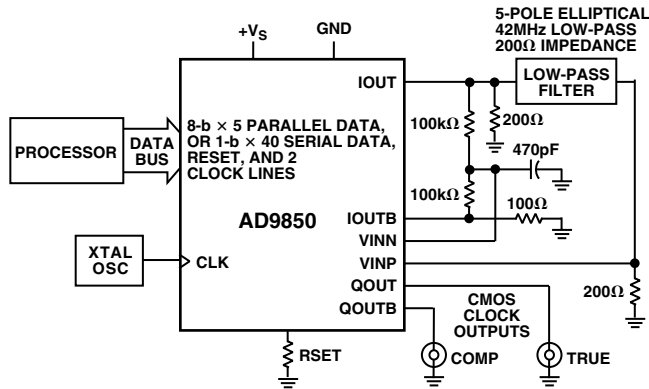 5-POLE ELLIPTICAL
42MHz LOW-PASS
200Ω IMPEDANCE
+VS
GND
IOUT
LOW-PASS
FILTER
8-b × 5 PARALLEL DATA,
OR 1-b × 40 SERIAL DATA,
RESET, AND 2
CLOCK LINES
PROCESSOR
DATA
BUS
100kΩ
200Ω
470pF
100kΩ
100Ω
AD9850
IOUTB
VINN
VINP
XTAL
OSC
CLK
QOUT
QOUTB
CMOS
CLOCK
OUTPUTS
200Ω
RSET
COMP
TRUE